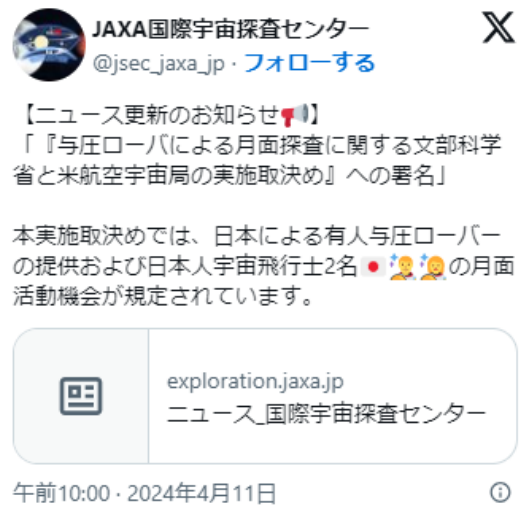 JAXA国際宇宙探査センター
@jsec_jaxa_jp · フォローする
【ニュース更新のお知らせ📢】
「『与圧ローバによる月面探査に関する文部科学
省と米航空宇宙局の実施取決め』への署名」
本実施取決めでは、日本による有人与圧ローバー
の提供および日本人宇宙飛行士2名🇯🇵🧑‍🚀👩‍🚀の月面
活動機会が規定されています。
exploration.jaxa.jp
ニュース_国際宇宙探査センター
午前10:00 · 2024年4月11日